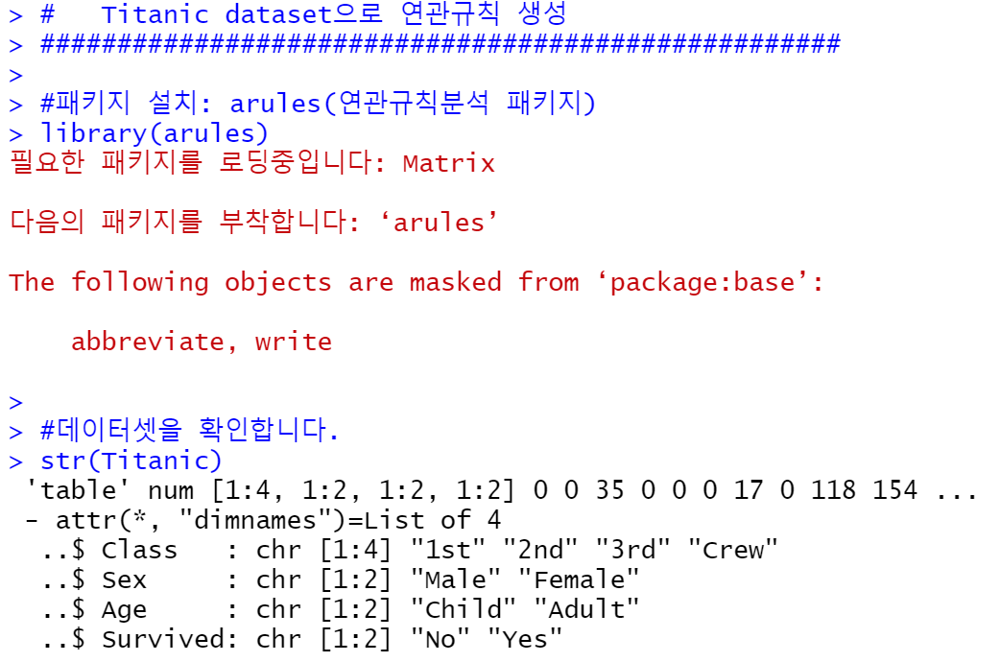 > #   Titanic dataset으로 연관규칙 생성
> ####################################################
>
> #패키지 설치: arules(연관규칙분석 패키지)
> library(arules)
필요한 패키지를 로딩중입니다: Matrix
다음의 패키지를 부착합니다: ‘arules’
The following objects are masked from ‘package:base’:
    abbreviate, write
>
> #데이터셋을 확인합니다.
> str(Titanic)
 'table' num [1:4, 1:2, 1:2, 1:2] 0 0 35 0 0 0 17 0 118 154 ...
 - attr(*, "dimnames")=List of 4
  ..$ Class   : chr [1:4] "1st" "2nd" "3rd" "Crew"
  ..$ Sex     : chr [1:2] "Male" "Female"
  ..$ Age     : chr [1:2] "Child" "Adult"
  ..$ Survived: chr [1:2] "No" "Yes"